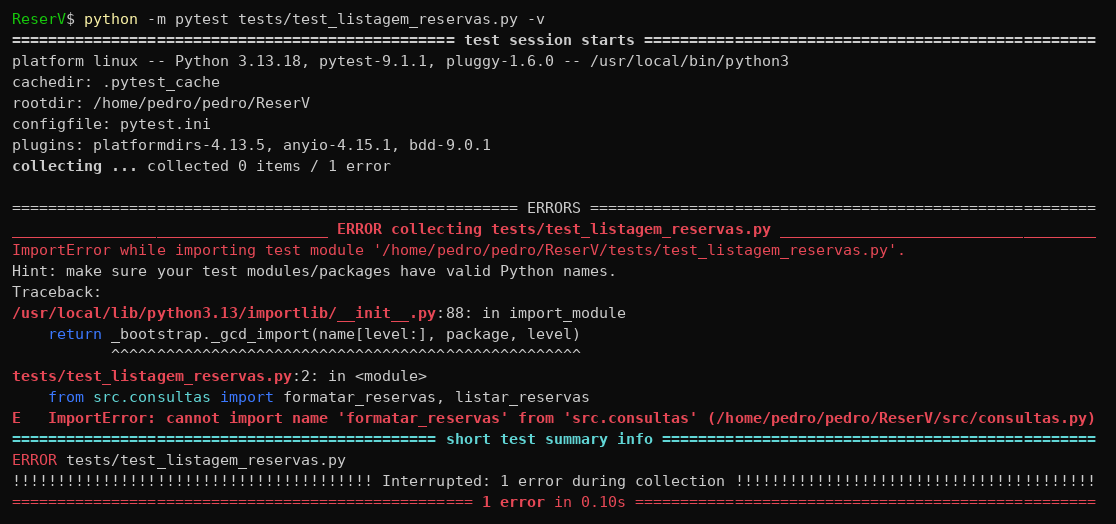 ReserV$ python -m pytest tests/test_listagem_reservas.py -v
================================================= test session starts ==================================================
platform linux -- Python 3.13.18, pytest-9.1.1, pluggy-1.6.0 -- /usr/local/bin/python3
cachedir: .pytest_cache
rootdir: /home/pedro/pedro/ReserV
configfile: pytest.ini
plugins: platformdirs-4.13.5, anyio-4.15.1, bdd-9.0.1
collecting ... collected 0 items / 1 error

======================================================== ERRORS ========================================================
___________________________________ ERROR collecting tests/test_listagem_reservas.py ___________________________________
ImportError while importing test module '/home/pedro/pedro/ReserV/tests/test_listagem_reservas.py'.
Hint: make sure your test modules/packages have valid Python names.
Traceback:
/usr/local/lib/python3.13/importlib/__init__.py:88: in import_module
    return _bootstrap._gcd_import(name[level:], package, level)
           ^^^^^^^^^^^^^^^^^^^^^^^^^^^^^^^^^^^^^^^^^^^^^^^^^^^^
tests/test_listagem_reservas.py:2: in <module>
    from src.consultas import formatar_reservas, listar_reservas
E   ImportError: cannot import name 'formatar_reservas' from 'src.consultas' (/home/pedro/pedro/ReserV/src/consultas.py)
=============================================== short test summary info ================================================
ERROR tests/test_listagem_reservas.py
!!!!!!!!!!!!!!!!!!!!!!!!!!!!!!!!!!!!!!!! Interrupted: 1 error during collection !!!!!!!!!!!!!!!!!!!!!!!!!!!!!!!!!!!!!!!!
=================================================== 1 error in 0.10s ===================================================